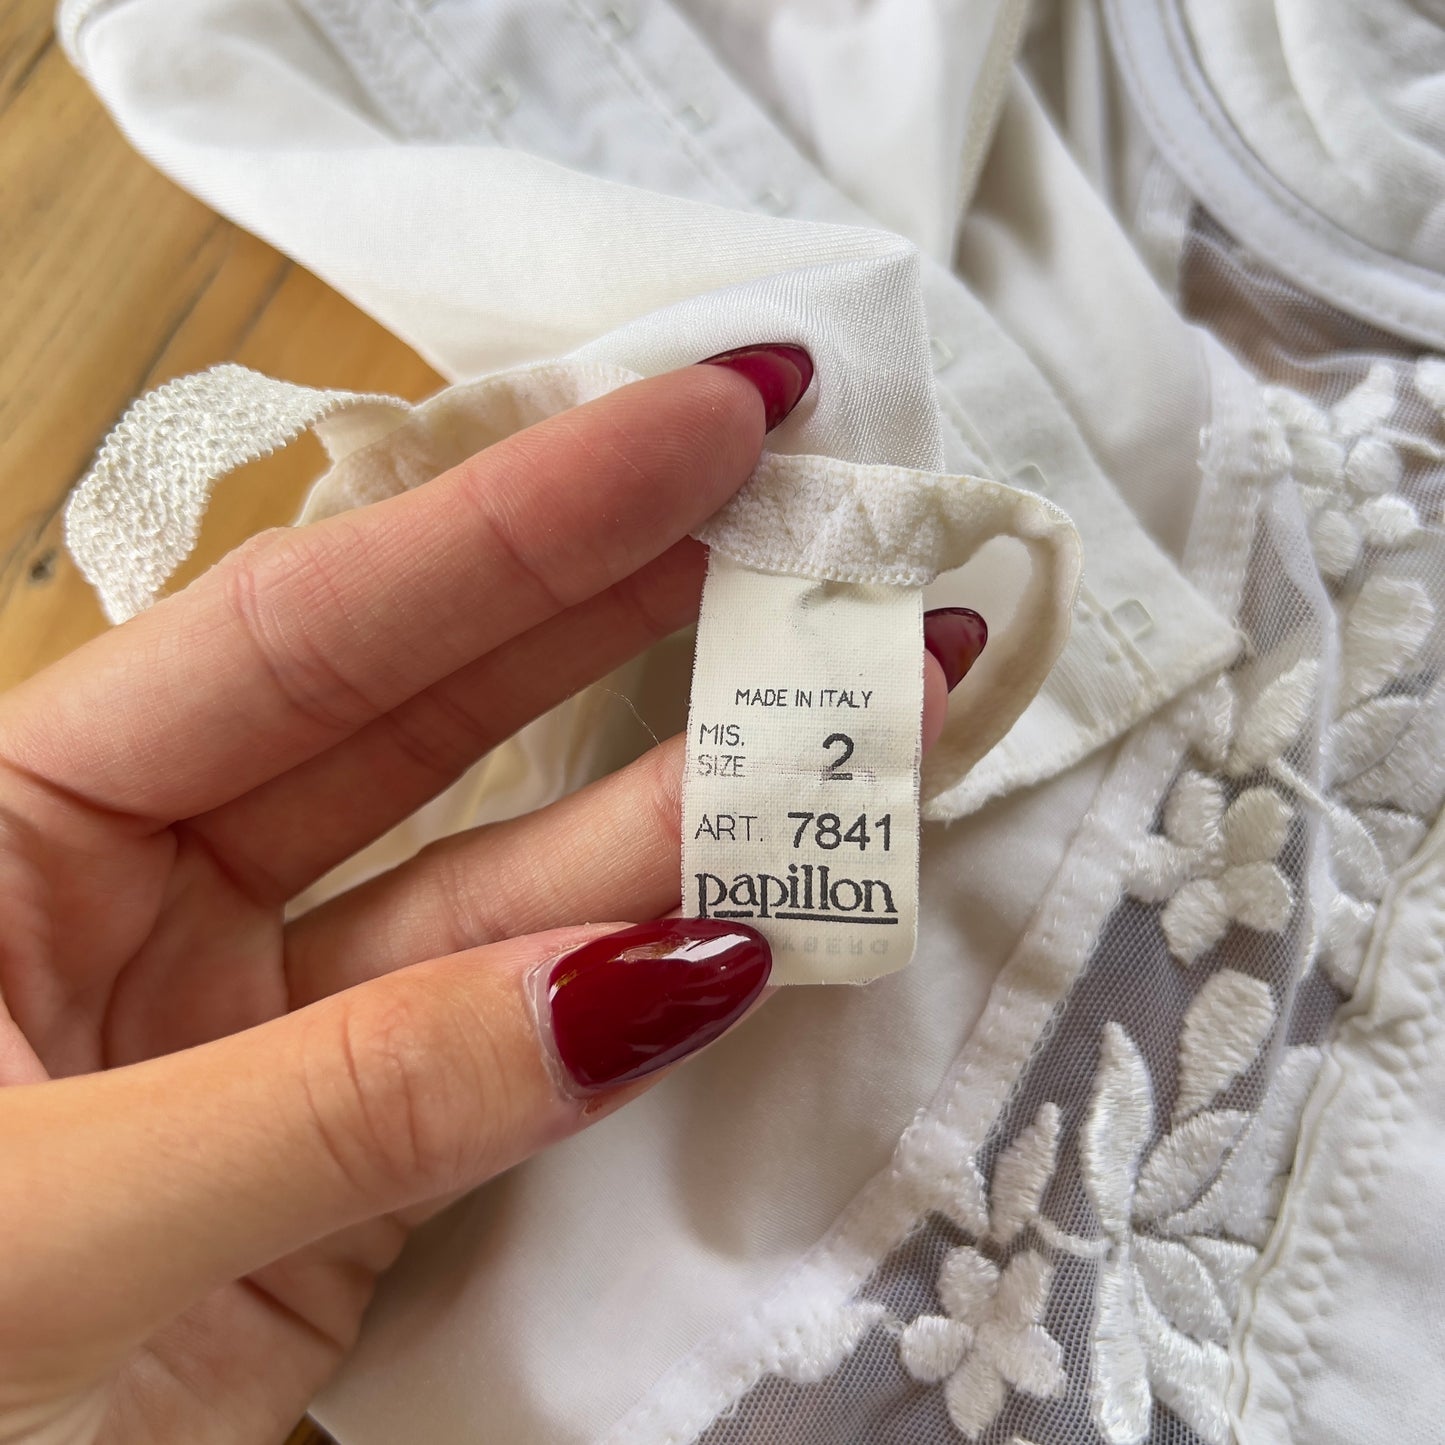 MADE IN ITALY
MIS. 2
SIZE
ART. 7841
papillon